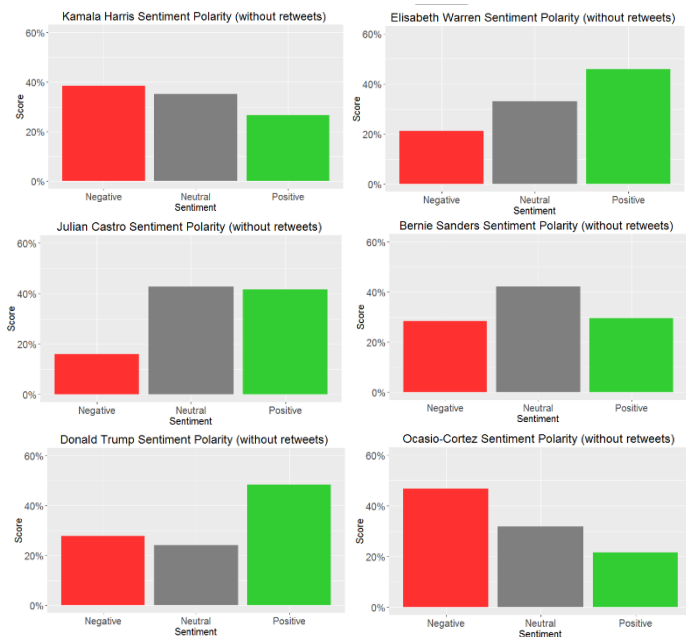 Kamala Harris Sentiment Polarity (without retweets)
60%
40%
20%
0%
Score
Negative Neutral Positive
Sentiment
Elisabeth Warren Sentiment Polarity (without retweets)
60%
40%
20%
0%
Score
Negative Neutral Positive
Sentiment
Julian Castro Sentiment Polarity (without retweets)
60%
40%
20%
0%
Score
Negative Neutral Positive
Sentiment
Bernie Sanders Sentiment Polarity (without retweets)
60%
40%
20%
0%
Score
Negative Neutral Positive
Sentiment
Donald Trump Sentiment Polarity (without retweets)
60%
40%
20%
0%
Score
Negative Neutral Positive
Sentiment
Ocasio-Cortez Sentiment Polarity (without retweets)
60%
40%
20%
0%
Score
Negative Neutral Positive
Sentiment